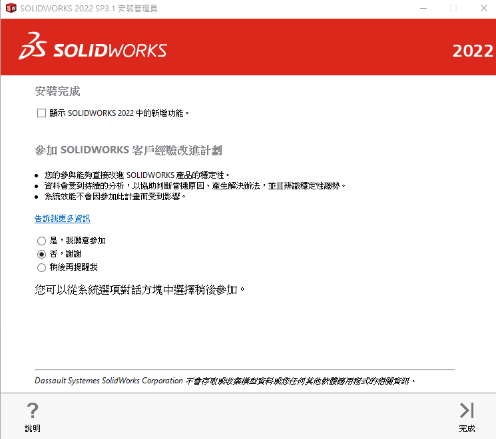 SOLIDWORKS 2022 SP3.1 安裝管理員
SOLIDWORKS
2022
安裝完成
顯示 SOLIDWORKS 2022 中的新增功能。
參加 SOLIDWORKS 客戶經驗改進計劃
您的參與能夠直接改進 SOLIDWORKS 產品的穩定性。
資料會受到持續的分析，以協助判斷當機原因、產生解決辦法，並且辨識穩定性趨勢。
系統效能不會因參加此計畫而受到影響。
告訴我更多資訊
是，我願意參加
否，謝謝
稍後再提醒我
您可以從系統選項對話方塊中選擇稍後參加。
Dassault Systemes SolidWorks Corporation 不會存取或收集模型資料或您任何其他軟體應用程式的相關資訊。
?
說明
完成